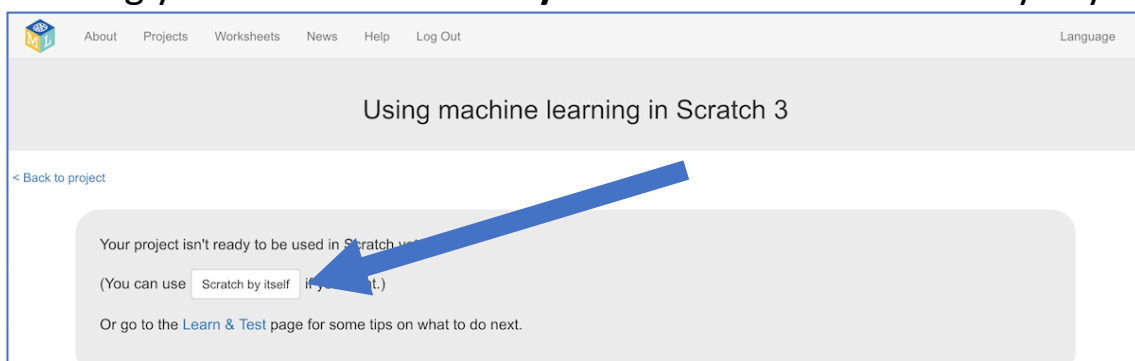 About Projects Worksheets News Help Log Out Language
Using machine learning in Scratch 3
< Back to project
Your project isn't ready to be used in Scratch
(You can use Scratch by itself if
Or go to the Learn & Test page for some tips on what to do next.